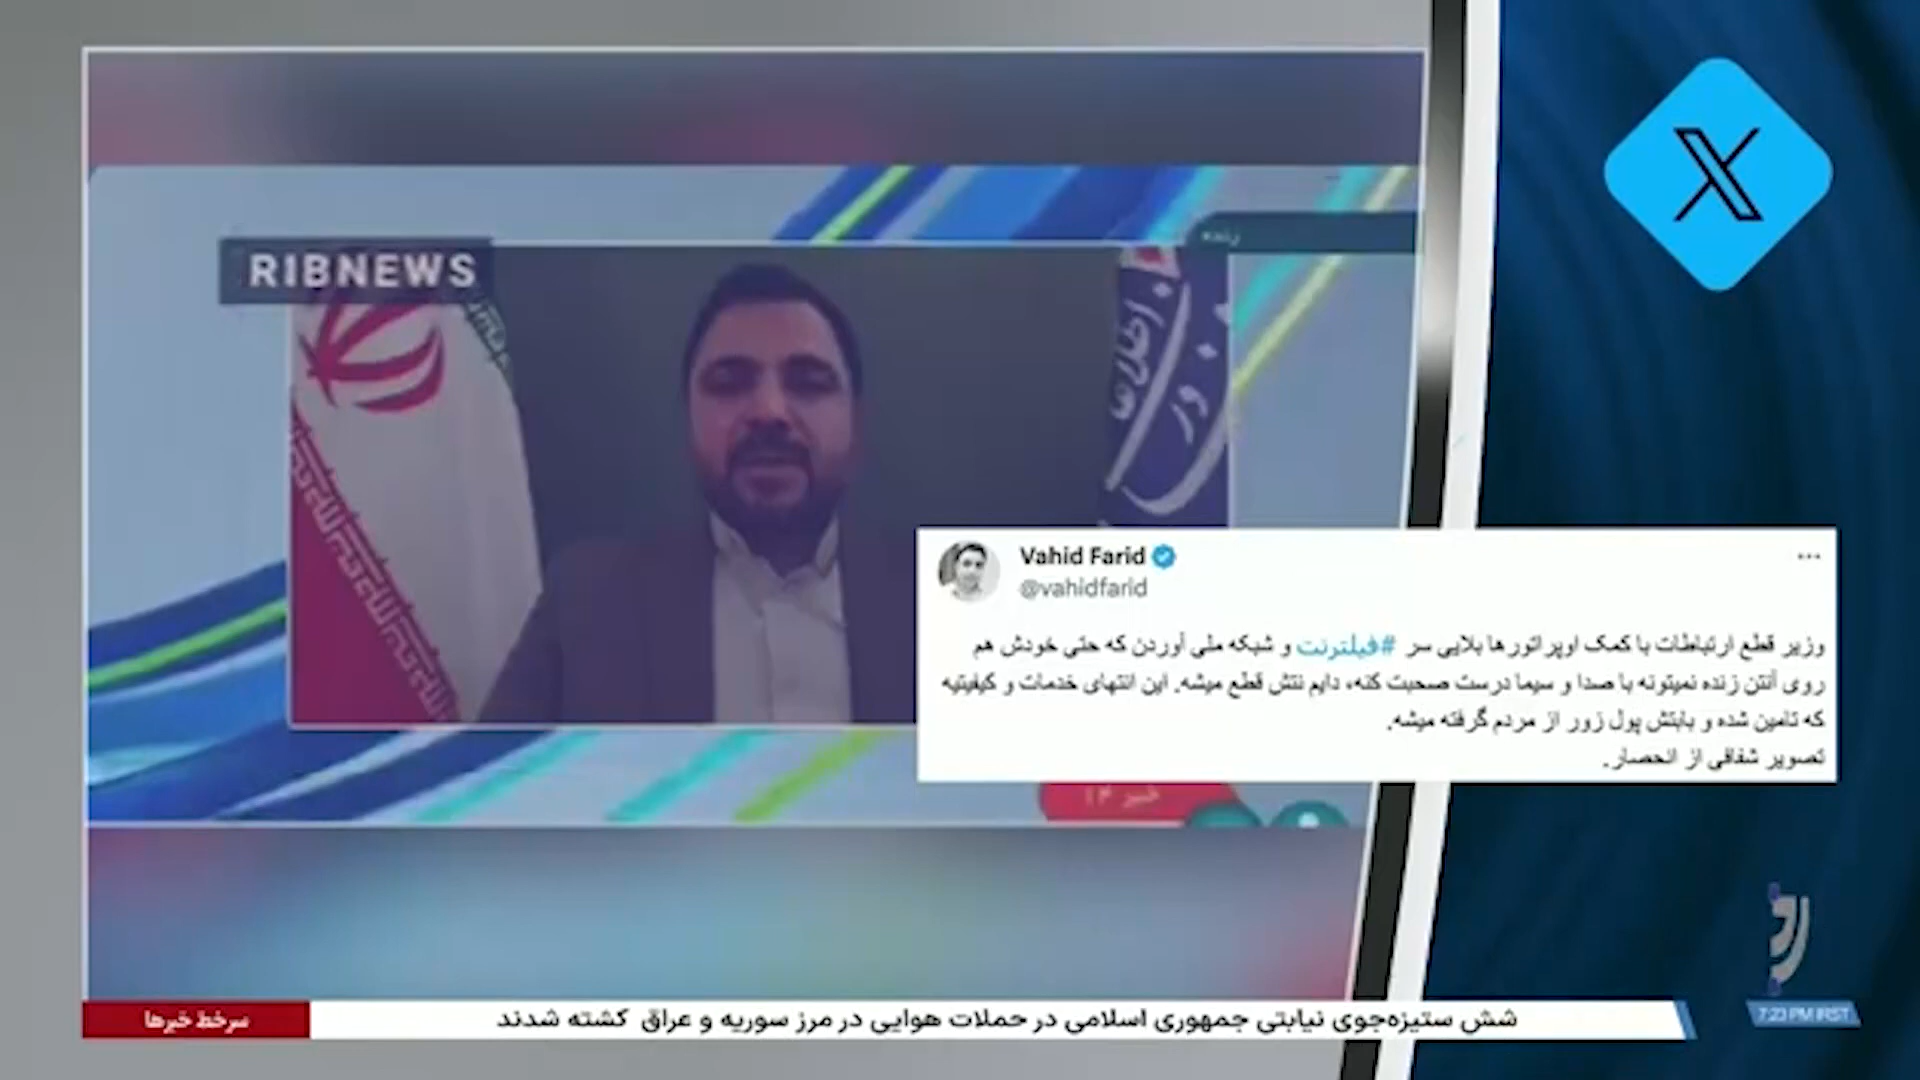 زنده
RIBNEWS
Vahid Farid
@vahidfarid
وزیر قطع ارتباطات با کمک اوپراتورها بلایی سر #فیلترنت و شبکه ملی آوردن که حتی خودش هم
روی آنتن زنده نمیتونه با صدا و سیما درست صحبت کنه، دایم نتش قطع میشه. این انتهای خدمات و کیفیتیه
که تامین شده و بابتش پول زور از مردم گرفته میشه.
تصویر شفافی از انحصار.
خبر ۱۴
سرخط خبرها
شش ستیزه‌جوی نیابتی جمهوری اسلامی در حملات هوایی در مرز سوریه و عراق کشته شدند
7:23 PM IRST